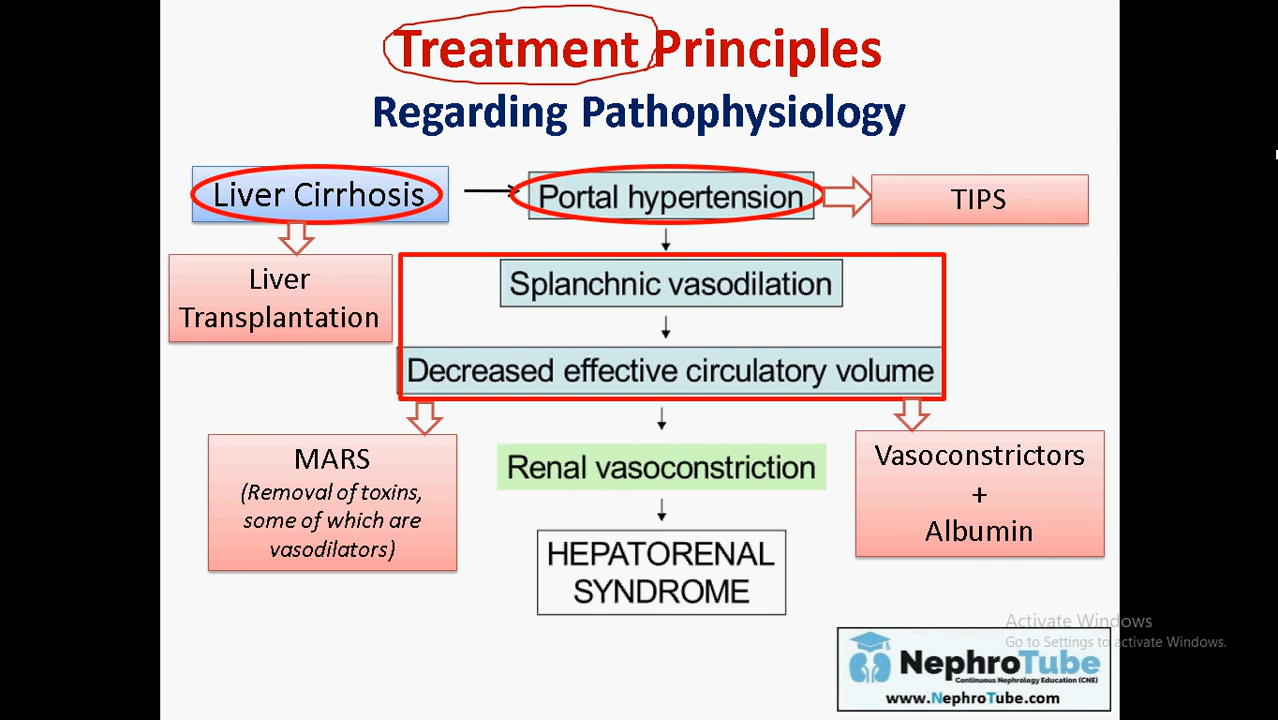 Treatment Principles
Regarding Pathophysiology
Liver Cirrhosis
Portal hypertension
TIPS
Liver
Transplantation
Splanchnic vasodilation
Decreased effective circulatory volume
MARS
(Removal of toxins,
some of which are
vasodilators)
Renal vasoconstriction
Vasoconstrictors
+
Albumin
HEPATORENAL
SYNDROME
Activate Windows
Go to Settings to activate Windows.
NephroTube
Continuous Nephrology Education (CNE)
www.NephroTube.com